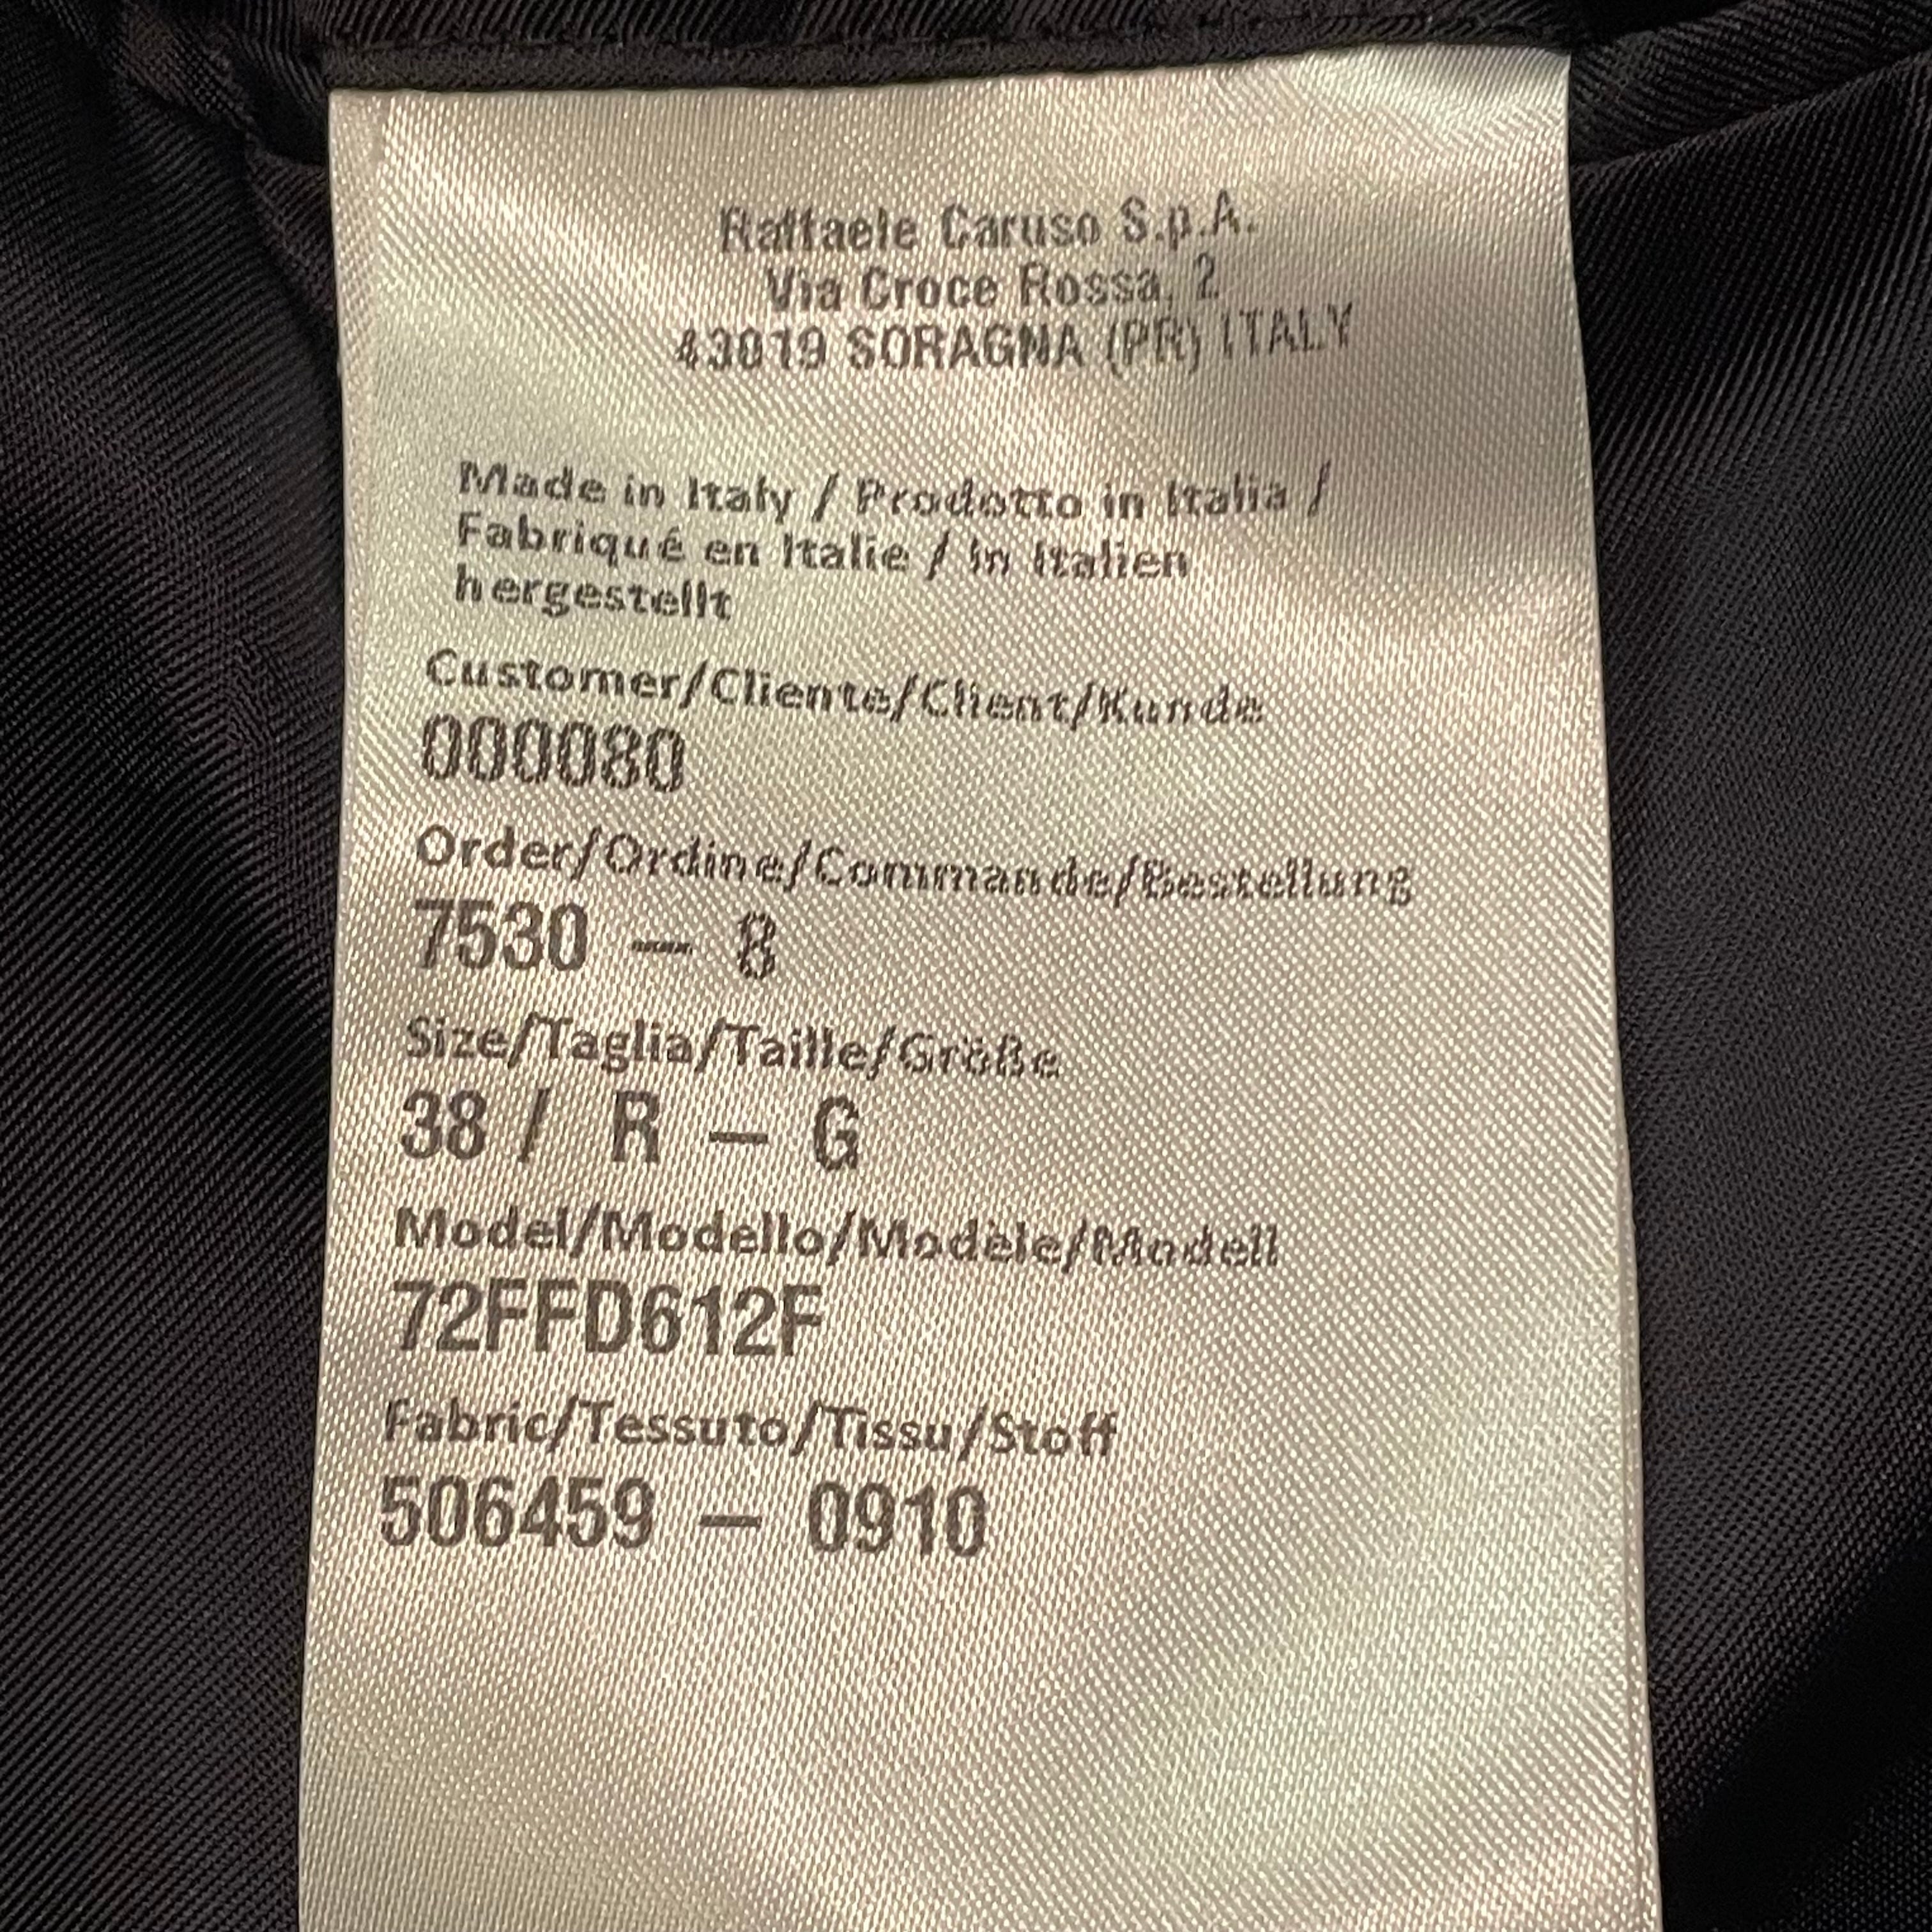 Raffaele Caruso S.p.A.
Via Croce Rossa, 2
43019 SORAGNA (PR) ITALY
Made in Italy / Prodotto in Italia /
Fabriqué en Italie / In Italien
hergestellt
Customer/Cliente/Client/Kunde
000080
Order/Ordine/Commande/Bestellung
7530 – 8
Size/Taglia/Taille/Größe
38 / R – G
Model/Modello/Modèle/Modell
72FFD612F
Fabric/Tessuto/Tissu/Stoff
506459 – 0910